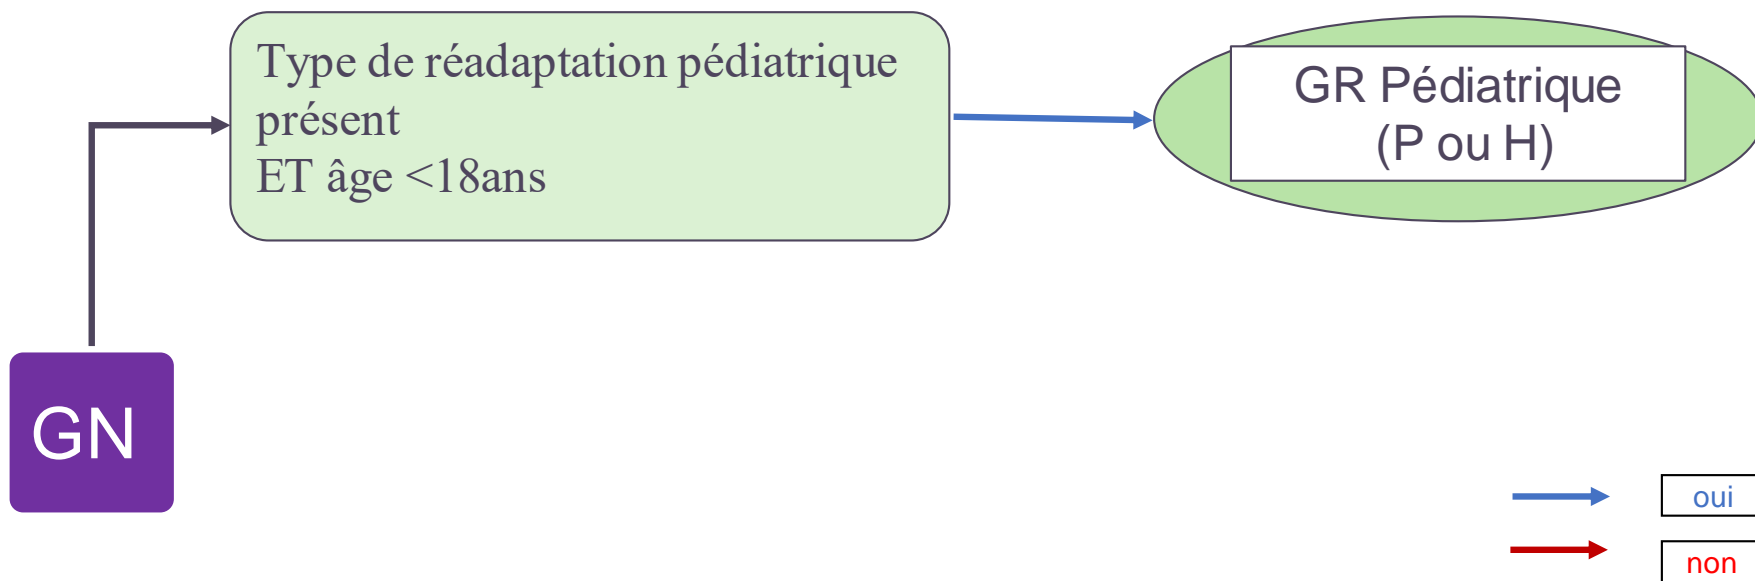 Type de réadaptation pédiatrique
présent
ET âge <18ans
GR Pédiatrique
(P ou H)
GN
oui
non